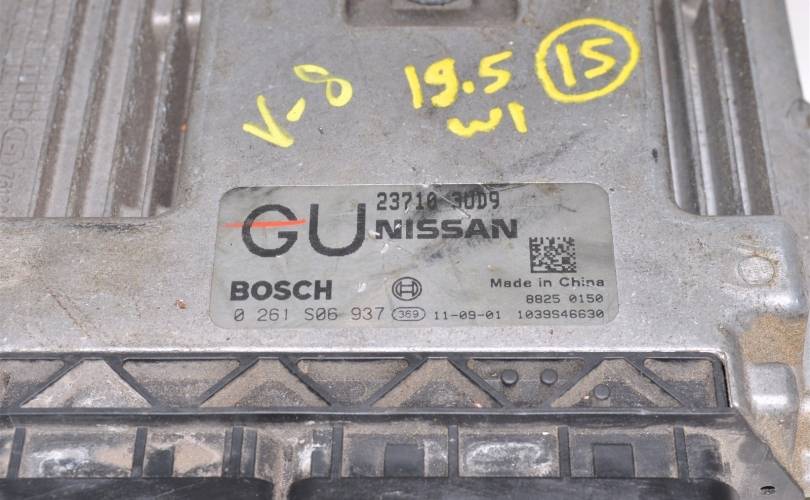 V-8 19.5 15
W1
23710 3UD9
GU NISSAN
BOSCH Made in China
8825 0150
0 261 S06 937 369 11-09-01 1039S46630